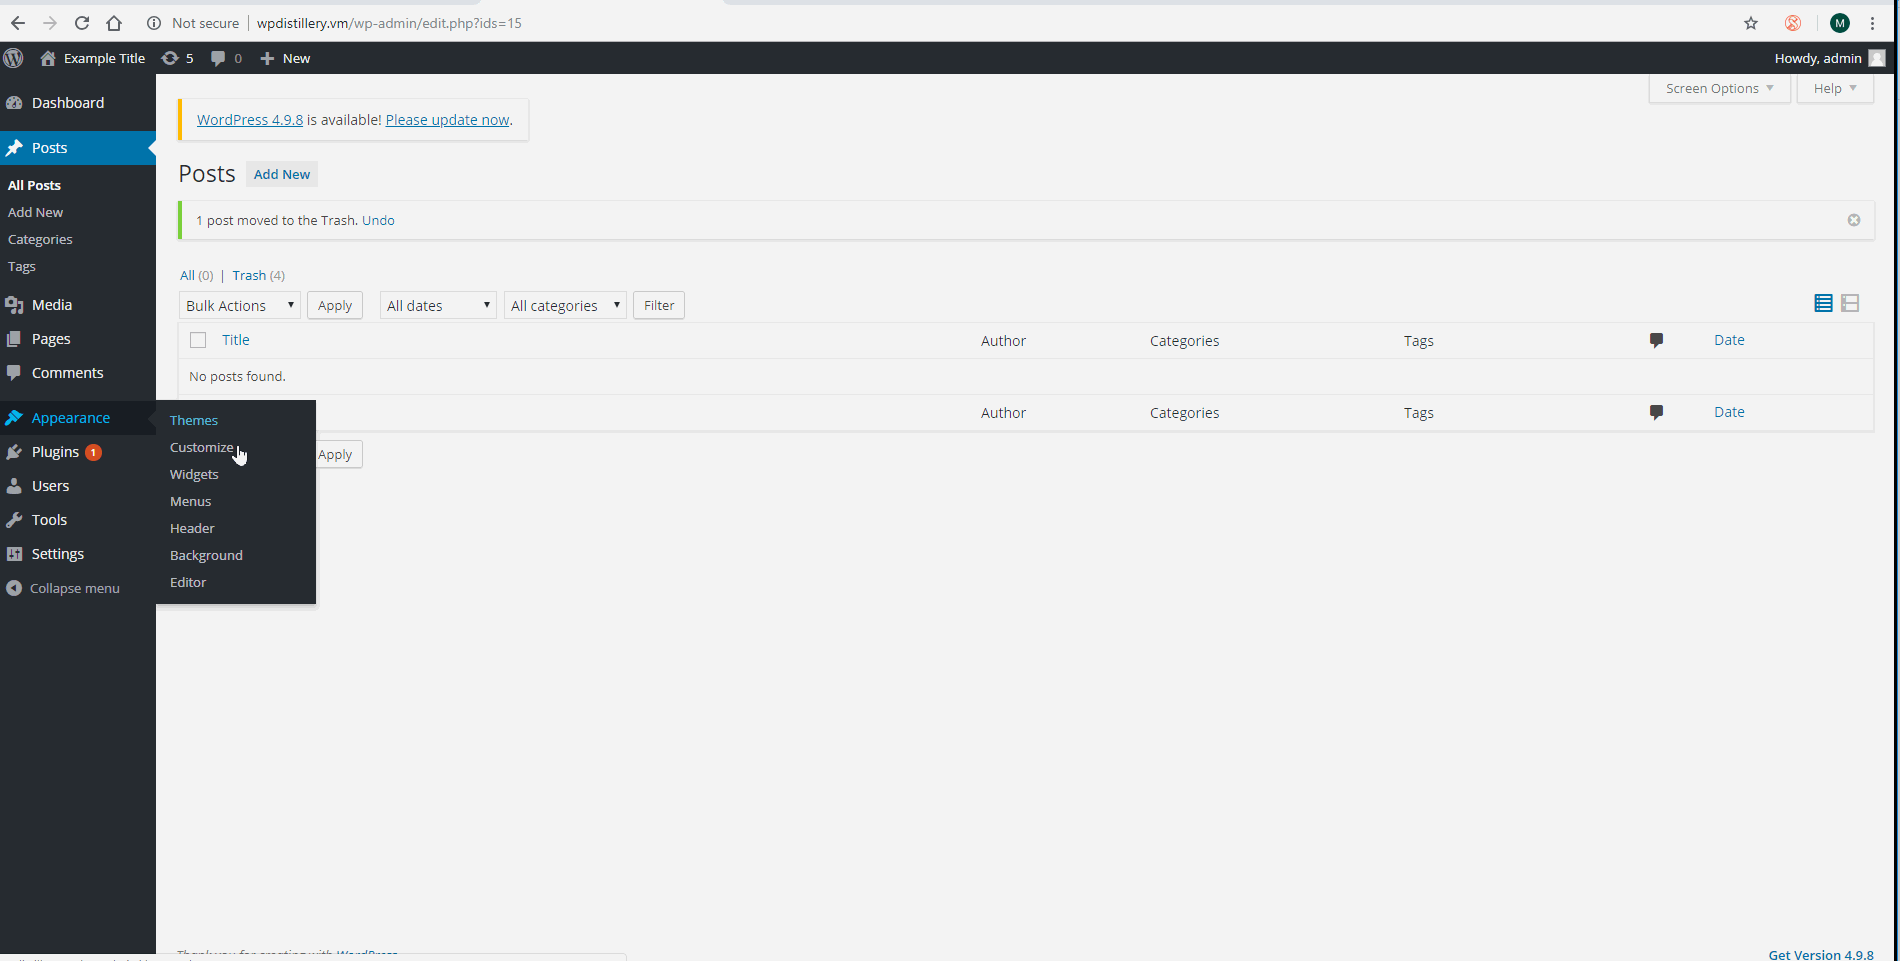 Not secure | wpdistillery.vm/wp-admin/edit.php?ids=15
M
Example Title 5 0 New
Howdy, admin
Dashboard
Posts
All Posts
Add New
Categories
Tags
Media
Pages
Comments
Appearance
Plugins 1
Users
Tools
Settings
Collapse menu
Themes
Customize
Widgets
Menus
Header
Background
Editor
Screen Options
Help
WordPress 4.9.8 is available! Please update now.
Posts Add New
1 post moved to the Trash. Undo
All (0) | Trash (4)
Bulk Actions Apply All dates All categories Filter
Title Author Categories Tags Date
No posts found.
Author Categories Tags Date
Apply
Get Version 4.9.8